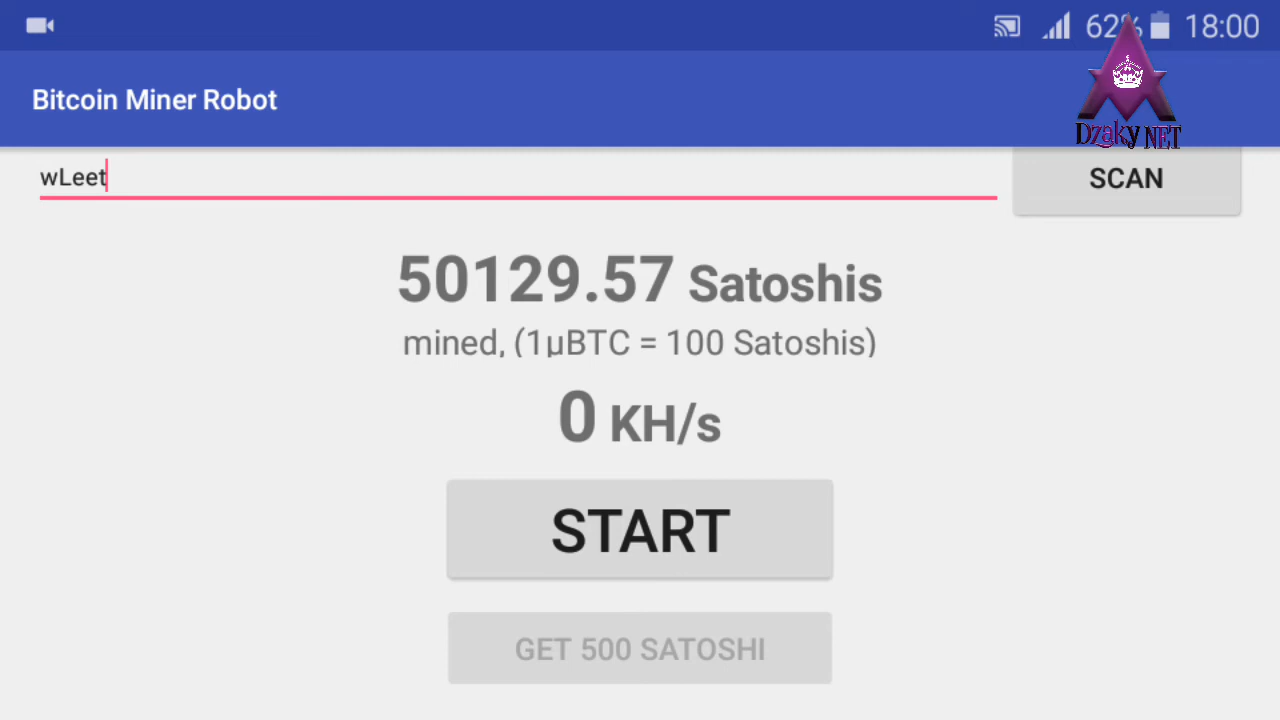 62% 18:00
Bitcoin Miner Robot
Dzaky NET
wLeet
SCAN
50129.57 Satoshis
mined, (1µBTC = 100 Satoshis)
0 KH/s
START
GET 500 SATOSHI